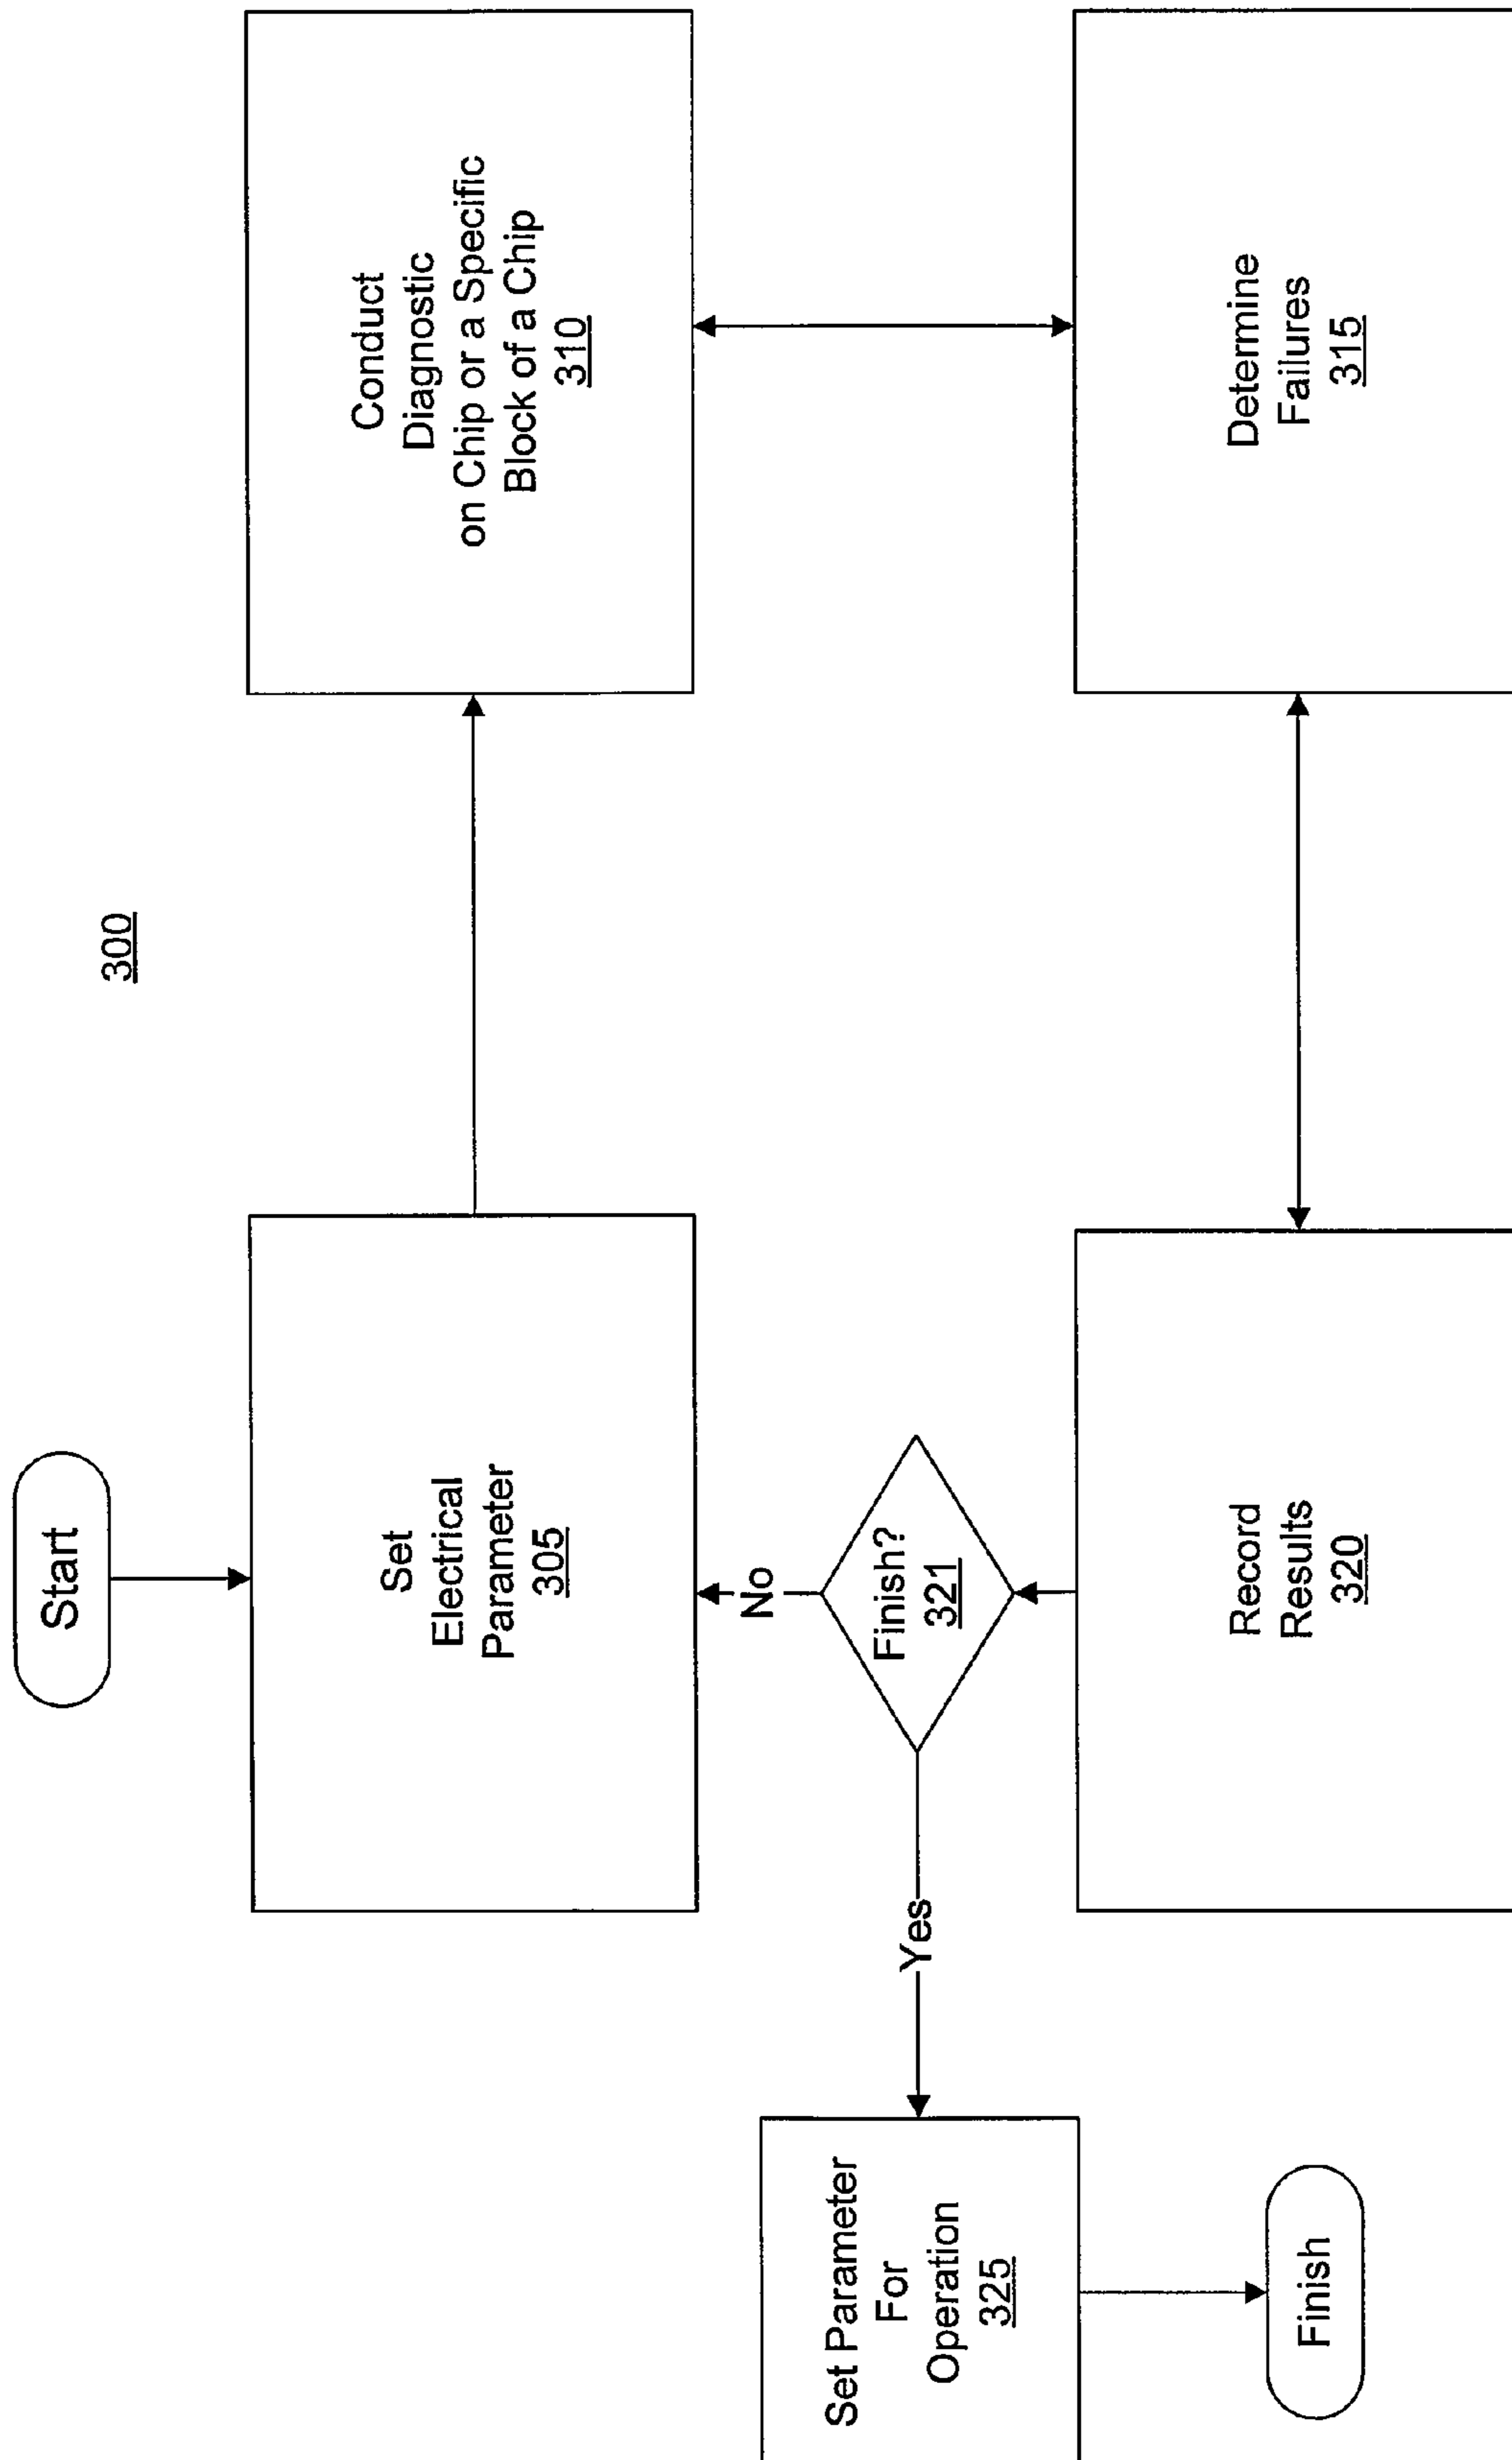 300
Start
Set
Electrical
Parameter
305
Conduct
Diagnostic
on Chip or a Specific
Block of a Chip
310
Determine
Failures
315
Record
Results
320
Finish?
321
No
Yes
Set Parameter
For
Operation
325
Finish